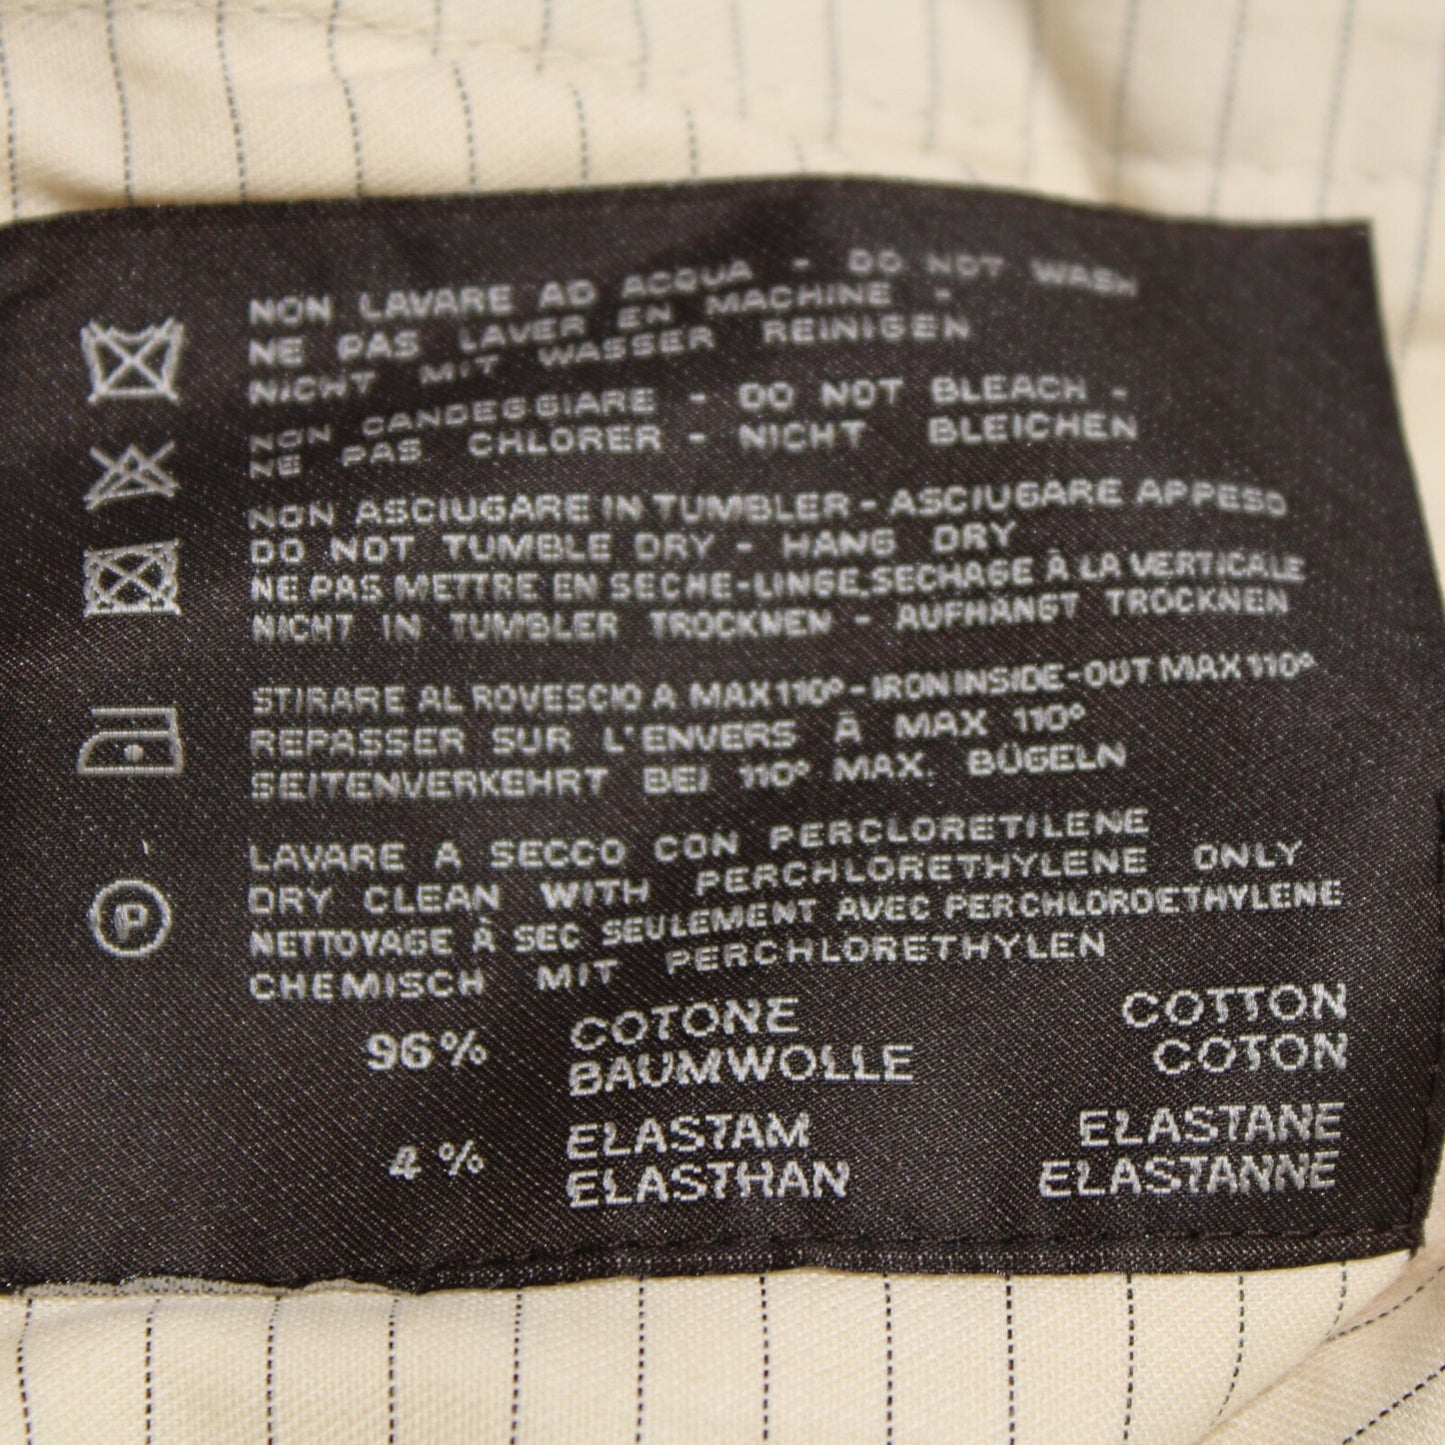 NON LAVARE AD ACQUA - DO NOT WASH
NE PAS LAVER EN MACHINE -
NICHT MIT WASSER REINIGEN
NON CANDEGGIARE - DO NOT BLEACH -
NE PAS CHLORER - NICHT BLEICHEN
NON ASCIUGARE IN TUMBLER - ASCIUGARE APPESO
DO NOT TUMBLE DRY - HANG DRY
NE PAS METTRE EN SECHE-LINGE, SECHAGE À LA VERTICALE
NICHT IN TUMBLER TROCKNEN - AUFHÄNGT TROCKNEN
STIRARE AL ROVESCIO A MAX 110° - IRON INSIDE-OUT MAX 110°
REPASSER SUR L'ENVERS À MAX 110°
SEITENVERKEHRT BEI 110° MAX. BÜGELN
LAVARE A SECCO CON PERCLORETILENE
P
DRY CLEAN WITH PERCHLORETHYLENE ONLY
NETTOYAGE À SEC SEULEMENT AVEC PERCHLOROETHYLENE
CHEMISCH MIT PERCHLORETHYLEN
96% COTONE COTTON
BAUMWOLLE COTON
4% ELASTAM ELASTANE
ELASTHAN ELASTANNE